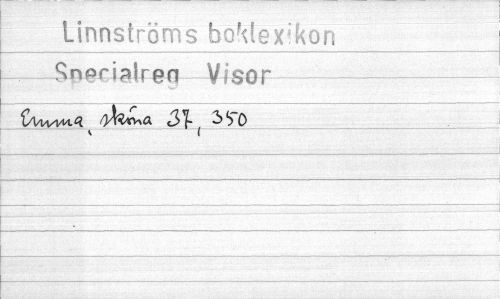 Linnströms boklexikon
Specialreg Visor
Emma, sköna 37, 350